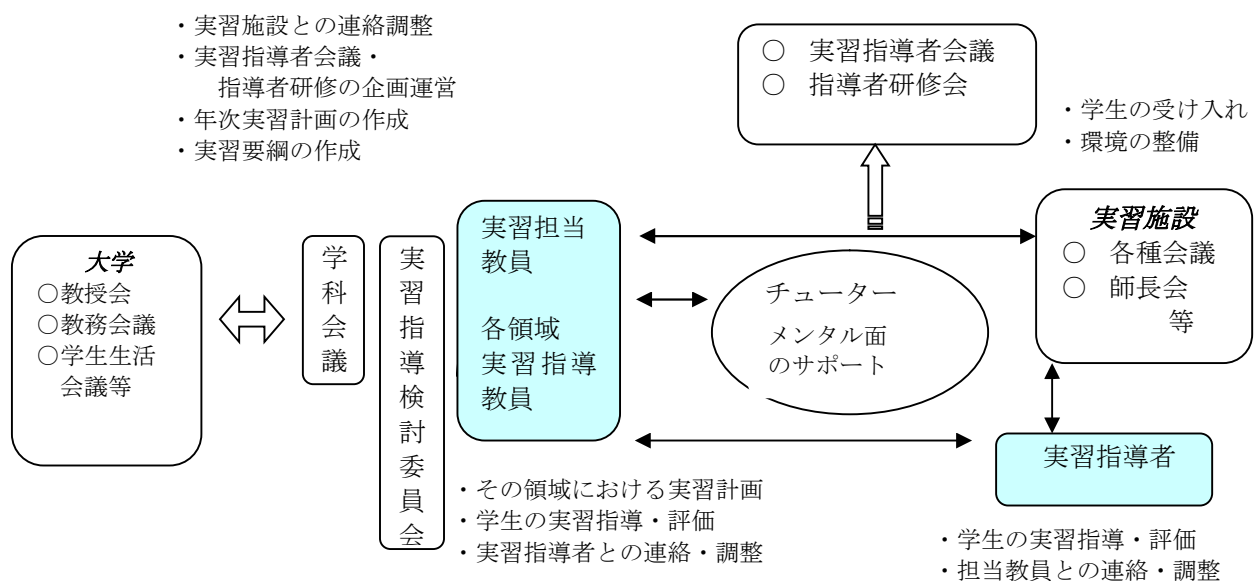 ・実習施設との連絡調整
・実習指導者会議・
指導者研修の企画運営
・年次実習計画の作成
・実習要綱の作成
○ 実習指導者会議
○ 指導者研修会
・学生の受け入れ
・環境の整備
大学
○教授会
○教務会議
○学生生活
会議等
学科会議
実習指導検討委員会
実習担当
教員
各領域
実習指導
教員
チューター
メンタル面
のサポート
実習施設
○ 各種会議
○ 師長会
等
実習指導者
・その領域における実習計画
・学生の実習指導・評価
・実習指導者との連絡・調整
・学生の実習指導・評価
・担当教員との連絡・調整